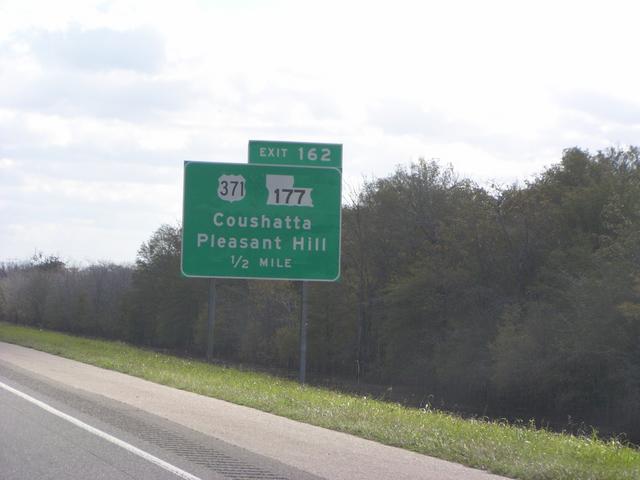 EXIT 162
371 177
Coushatta
Pleasant Hill
1/2 MILE